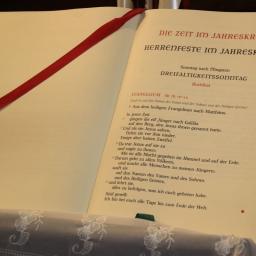 DIE ZEIT IM JAHRESKR
HERRENFESTE IM JAHRESK
Sonntag nach Pfingsten
DREIFALTIGKEITSSONNTAG
Hochfest
EVANGELIUM
✛ Aus dem heiligen Evangelium nach Matthäus.
In jener Zeit
gingen die elf Jünger nach Galiläa
auf den Berg, den Jesus ihnen genannt hatte.
Und als sie Jesus sahen,
fielen sie vor ihm nieder.
Einige aber hatten Zweifel.
Da trat Jesus auf sie zu
und sagte zu ihnen:
Mir ist alle Macht gegeben im Himmel und auf der Erde.
Darum geht zu allen Völkern,
und macht alle Menschen zu meinen Jüngern;
tauft sie
auf den Namen des Vaters und des Sohnes
und des Heiligen Geistes,
und lehrt sie,
alles zu befolgen, was ich euch geboten habe.
Seid gewiß:
Ich bin bei euch alle Tage bis zum Ende der Welt.